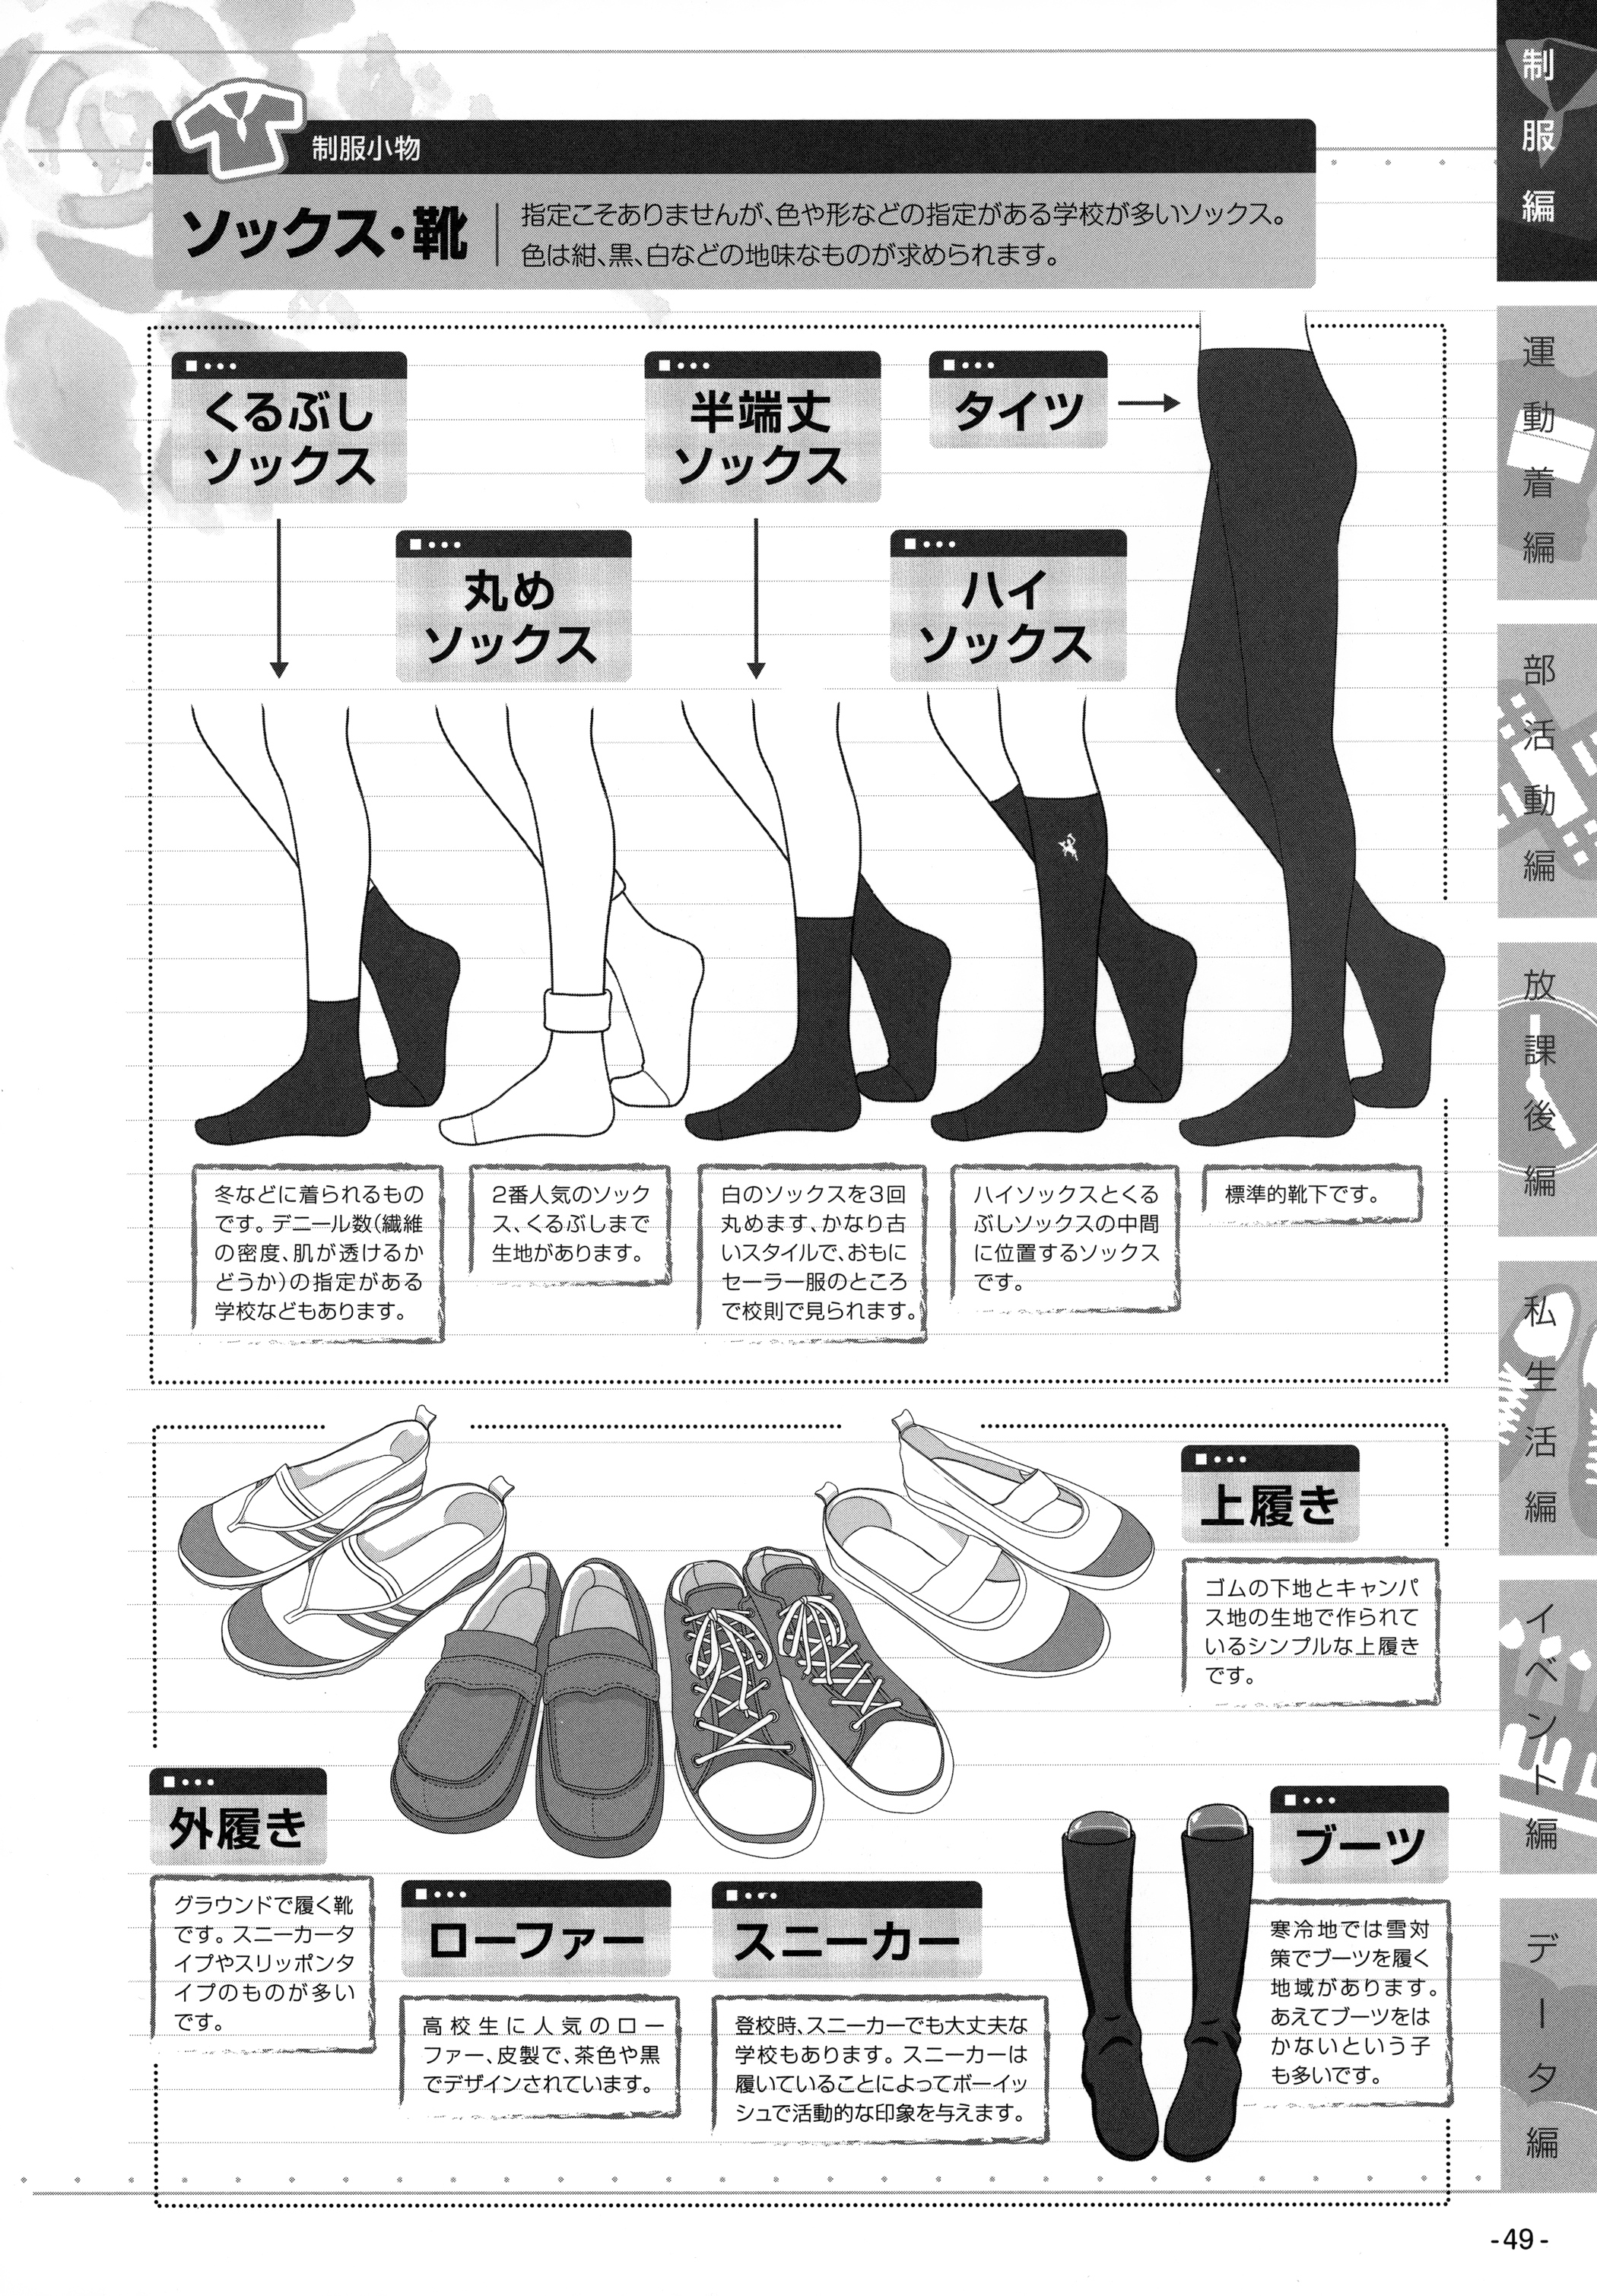 制服小物
ソックス・靴
指定こそありませんが、色や形などの指定がある学校が多いソックス。
色は紺、黒、白などの地味なものが求められます。
くるぶし
ソックス
丸め
ソックス
半端丈
ソックス
ハイ
ソックス
タイツ
冬などに着られるもの
です。デニール数(繊維
の密度、肌が透けるか
どうか)の指定がある
学校などもあります。
2番人気のソック
ス、くるぶしまで
生地があります。
白のソックスを3回
丸めます、かなり古
いスタイルで、おもに
セーラー服のところ
で校則で見られます。
ハイソックスとくる
ぶしソックスの中間
に位置するソックス
です。
標準的靴下です。
上履き
ゴムの下地とキャンパ
ス地の生地で作られて
いるシンプルな上履き
です。
外履き
グラウンドで履く靴
です。スニーカータ
イプやスリッポンタ
イプのものが多い
です。
ローファー
高校生に人気のロー
ファー、皮製で、茶色や黒
でデザインされています。
スニーカー
登校時、スニーカーでも大丈夫な
学校もあります。スニーカーは
履いていることによってボーイッ
シュで活動的な印象を与えます。
ブーツ
寒冷地では雪対
策でブーツを履く
地域があります。
あえてブーツをは
かないという子
も多いです。
制服編
運動着編
部活動編
放課後編
私生活編
イベント編
データ編
-49-